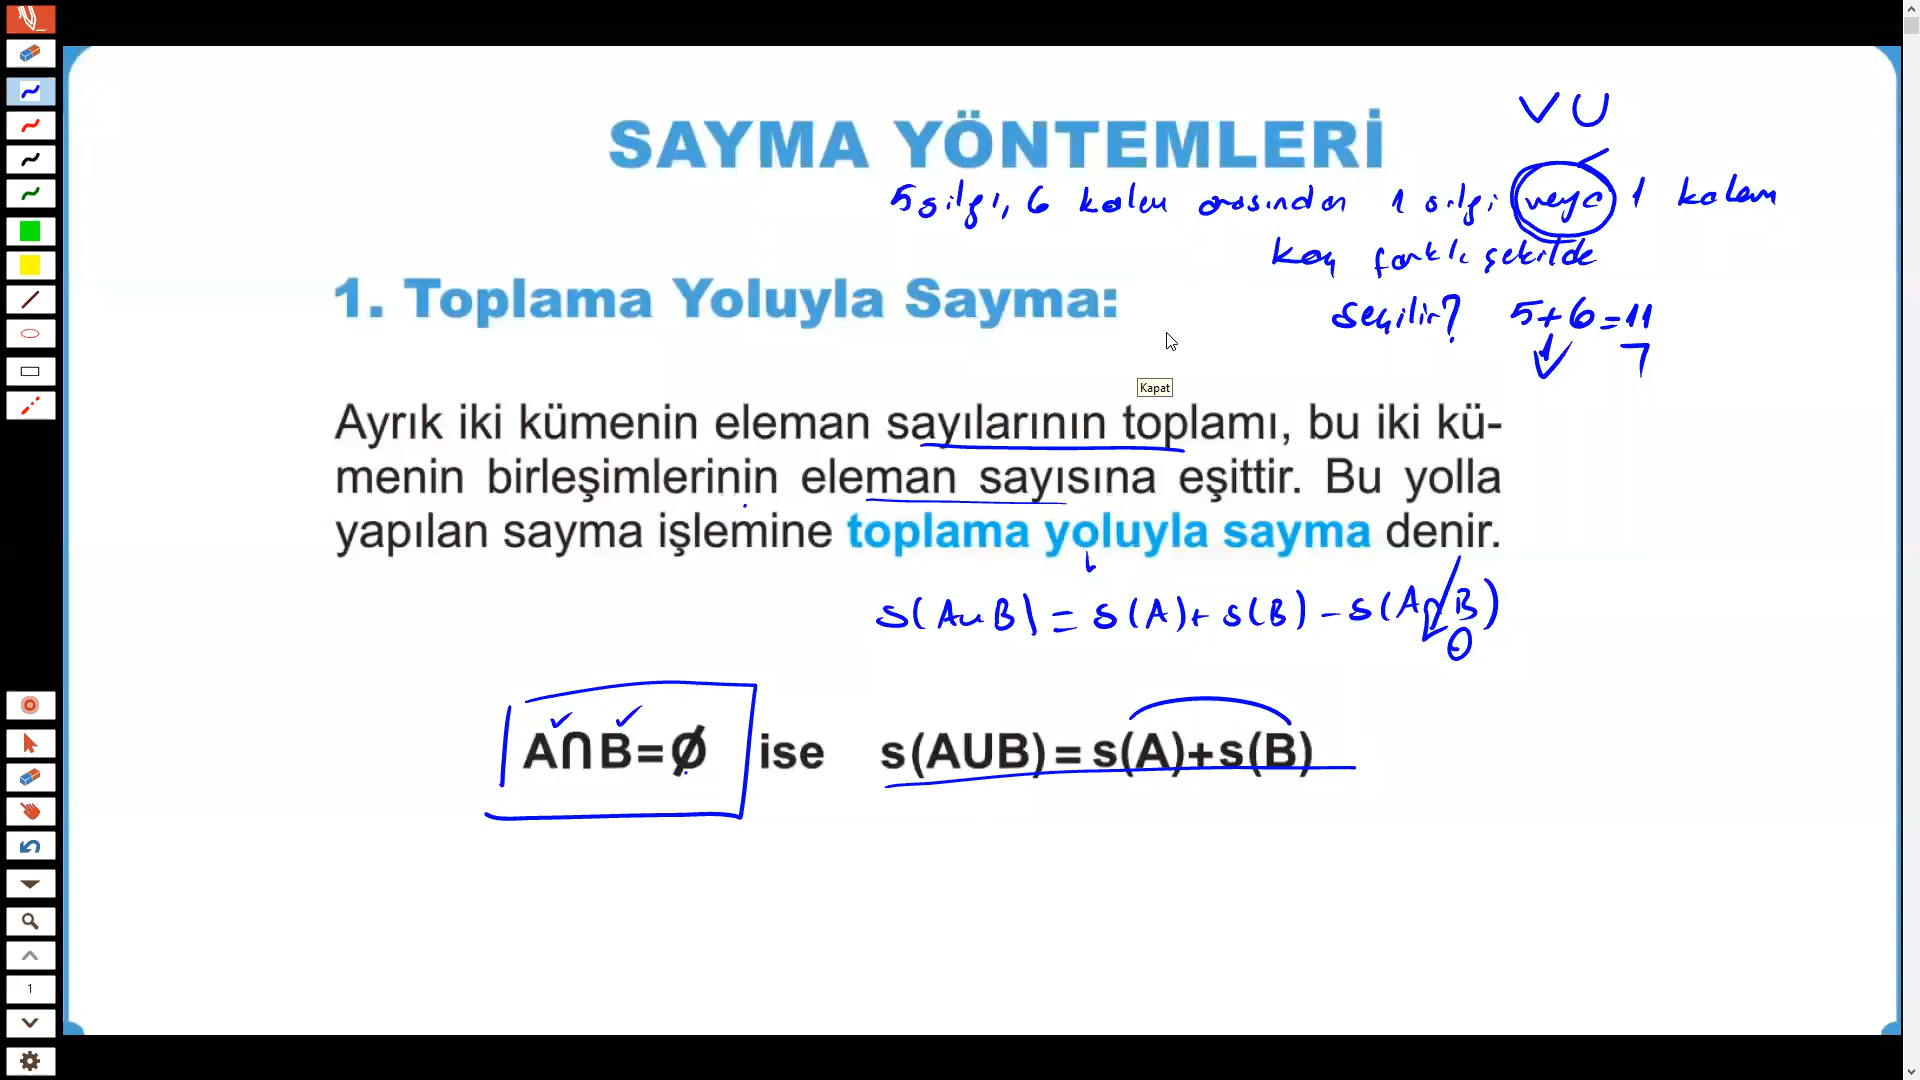 V U
SAYMA YÖNTEMLERİ
5 silgi, 6 kalem arasından 1 silgi veya 1 kalem
kaç farklı şekilde
1. Toplama Yoluyla Sayma:
seçilir? 5+6=11
Kapat
Ayrık iki kümenin eleman sayılarının toplamı, bu iki kü-
menin birleşimlerinin eleman sayısına eşittir. Bu yolla
yapılan sayma işlemine toplama yoluyla sayma denir.
s(A∪B) = s(A)+s(B)-s(A∩B)
0
A∩B=∅ ise s(AUB)=s(A)+s(B)
1